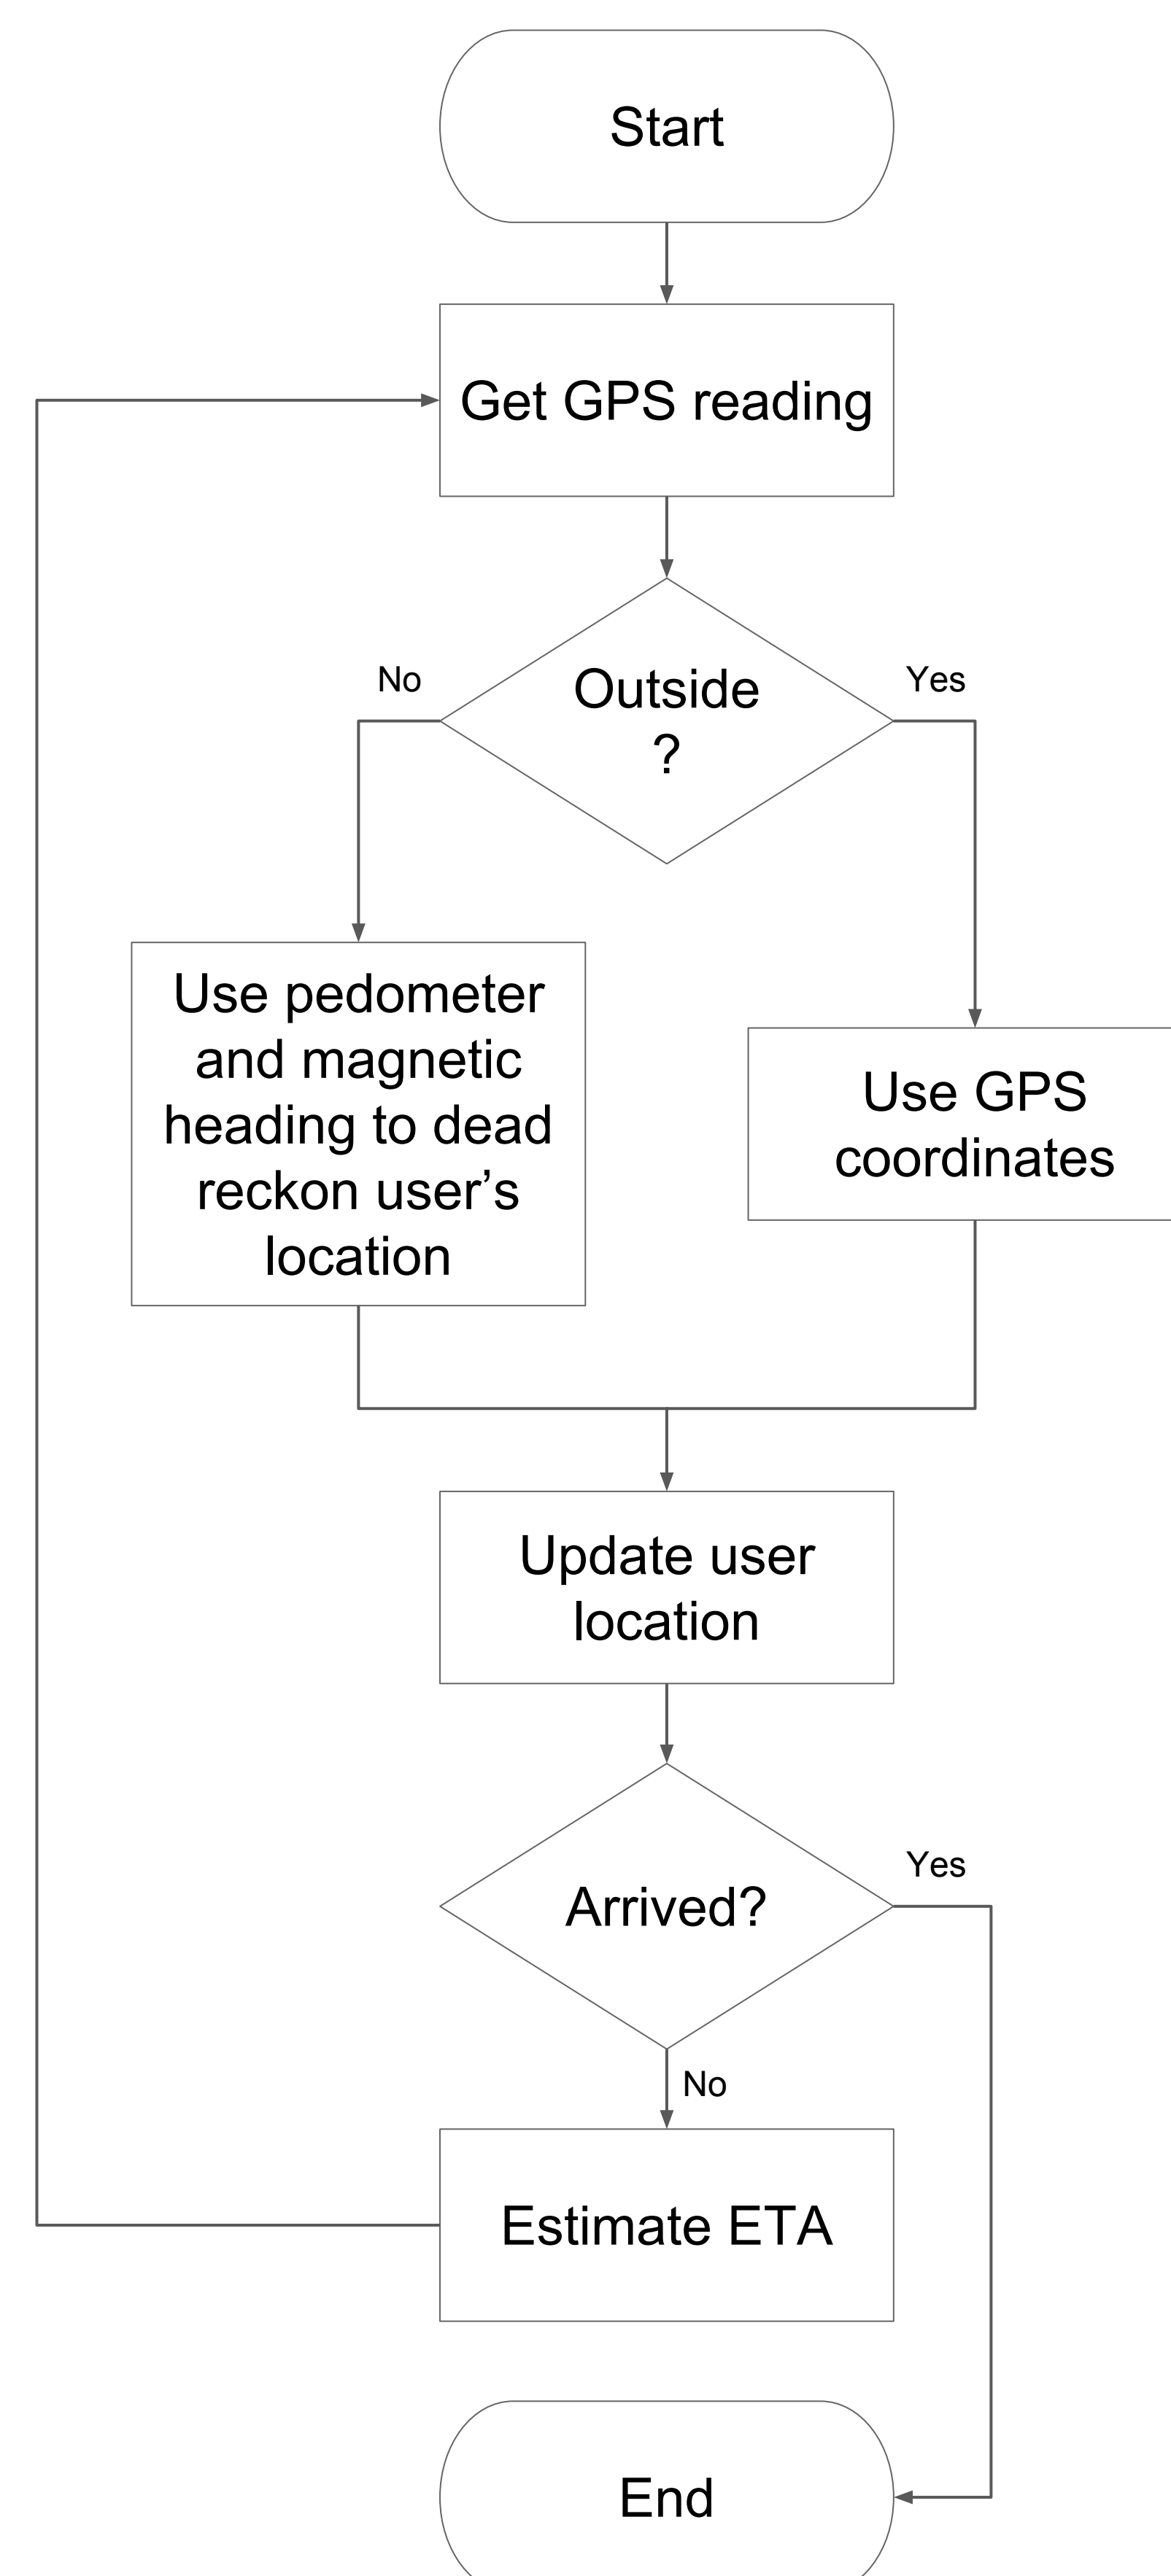 Start
Get GPS reading
Outside
?
No
Yes
Use pedometer
and magnetic
heading to dead
reckon user’s
location
Use GPS
coordinates
Update user
location
Arrived?
Yes
No
Estimate ETA
End